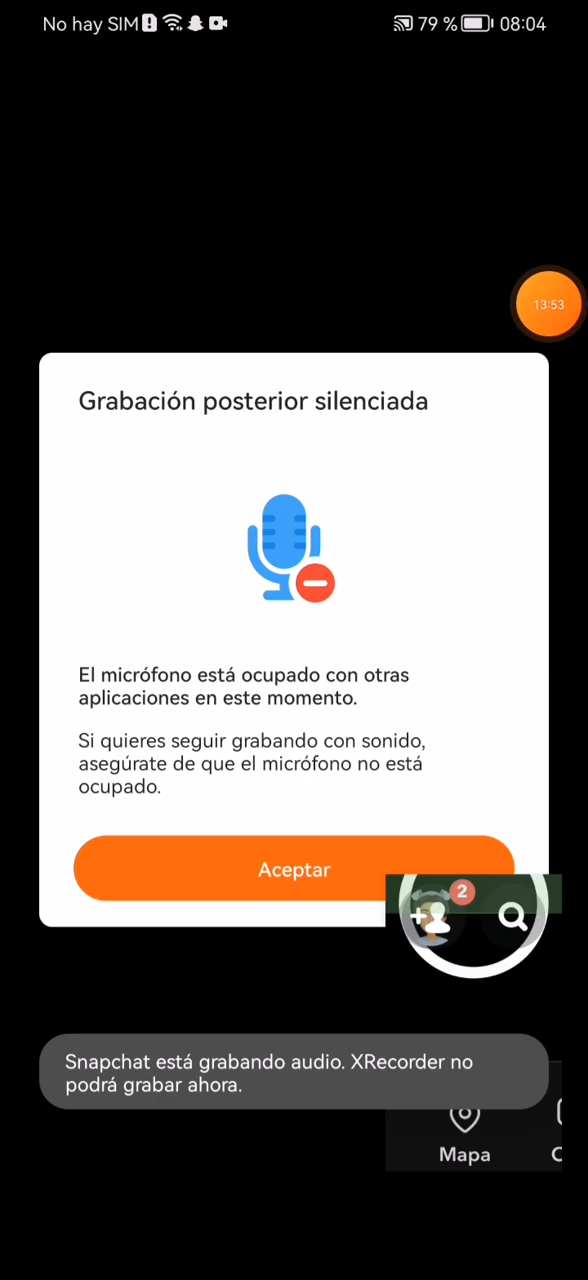 No hay SIM 79 % 08:04
13:53
Grabación posterior silenciada
El micrófono está ocupado con otras
aplicaciones en este momento.
Si quieres seguir grabando con sonido,
asegúrate de que el micrófono no está
ocupado.
Aceptar
2
Snapchat está grabando audio. XRecorder no
podrá grabar ahora.
Mapa